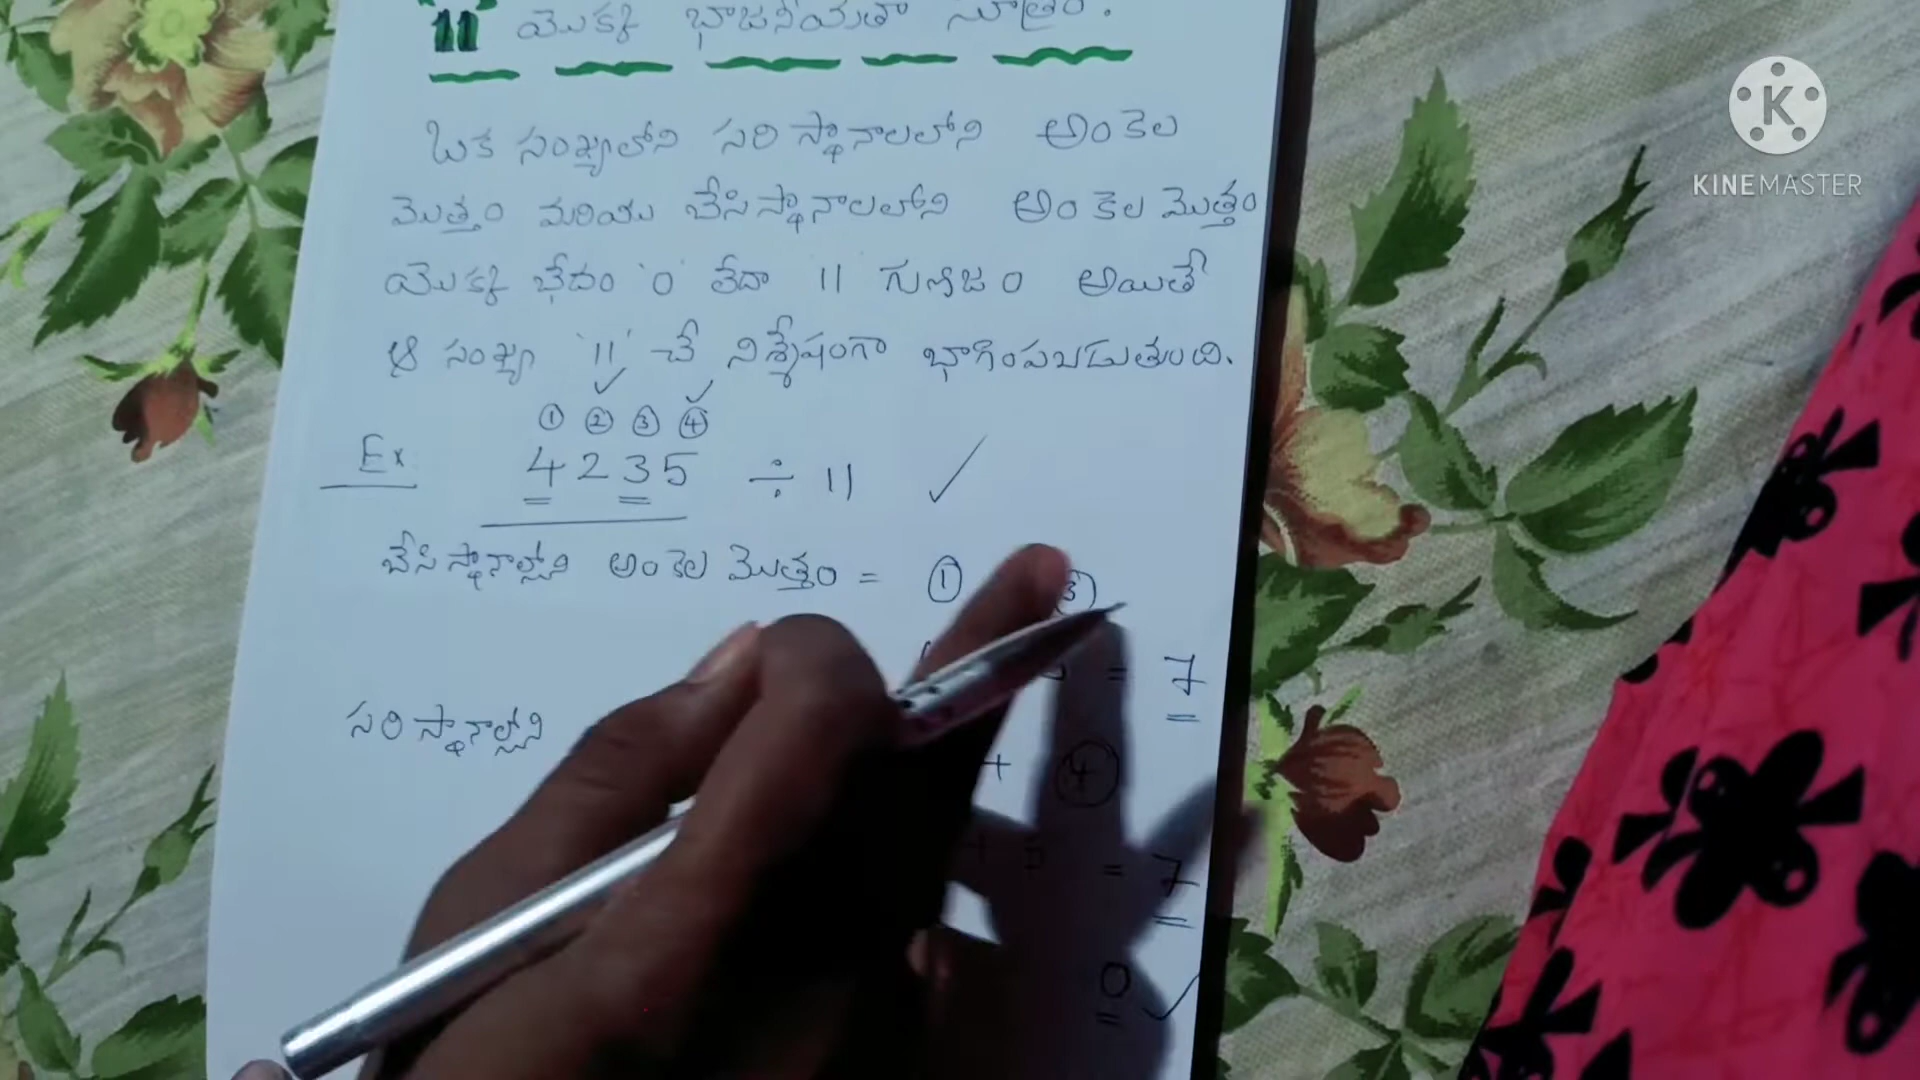 11 యొక్క భాజనీయతా సూత్రం.
ఒక సంఖ్యలోని సరి స్థానాలలోని అంకెల
మొత్తం మరియు బేసి స్థానాలలోని అంకెల మొత్తం
యొక్క భేదం '0' లేదా 11 గుణిజం అయితే
ఆ సంఖ్య '11' చే నిశ్శేషంగా భాగింపబడుతుంది.
① ② ③ ④
Ex 4235 ÷ 11 ✓
బేసి స్థానాల్లోని అంకెల మొత్తం = ① ③
= 7
సరి స్థానాల్లోని + ④
= 7
0 ✓
K
KINEMASTER